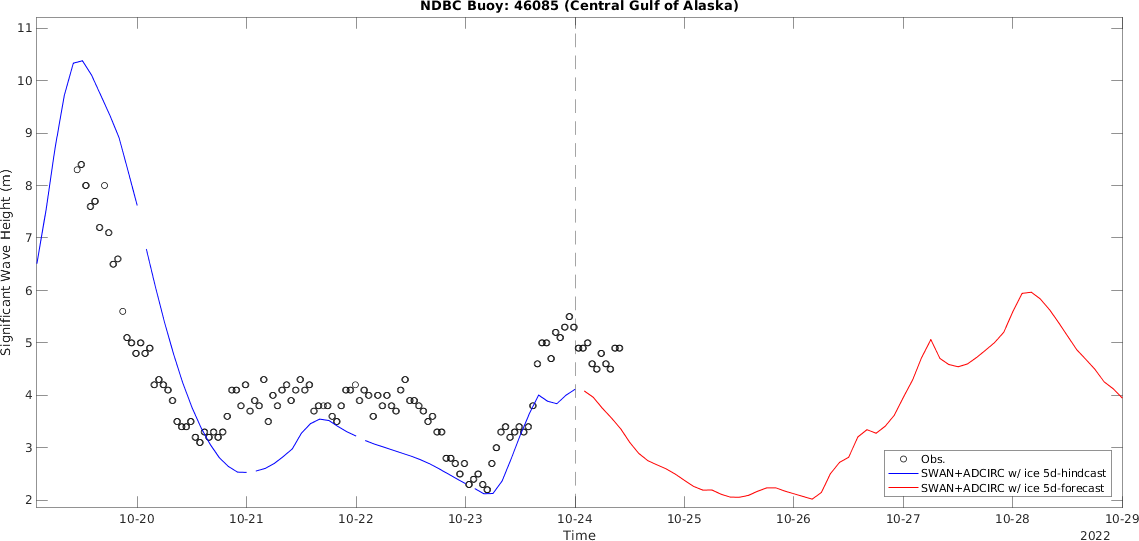 NDBC Buoy: 46085 (Central Gulf of Alaska)
11
10
9
8
7
6
5
4
3
2
Significant Wave Height (m)
Obs.
SWAN+ADCIRC w/ ice 5d-hindcast
SWAN+ADCIRC w/ ice 5d-forecast
10-20 10-21 10-22 10-23 10-24 10-25 10-26 10-27 10-28 10-29
Time
2022